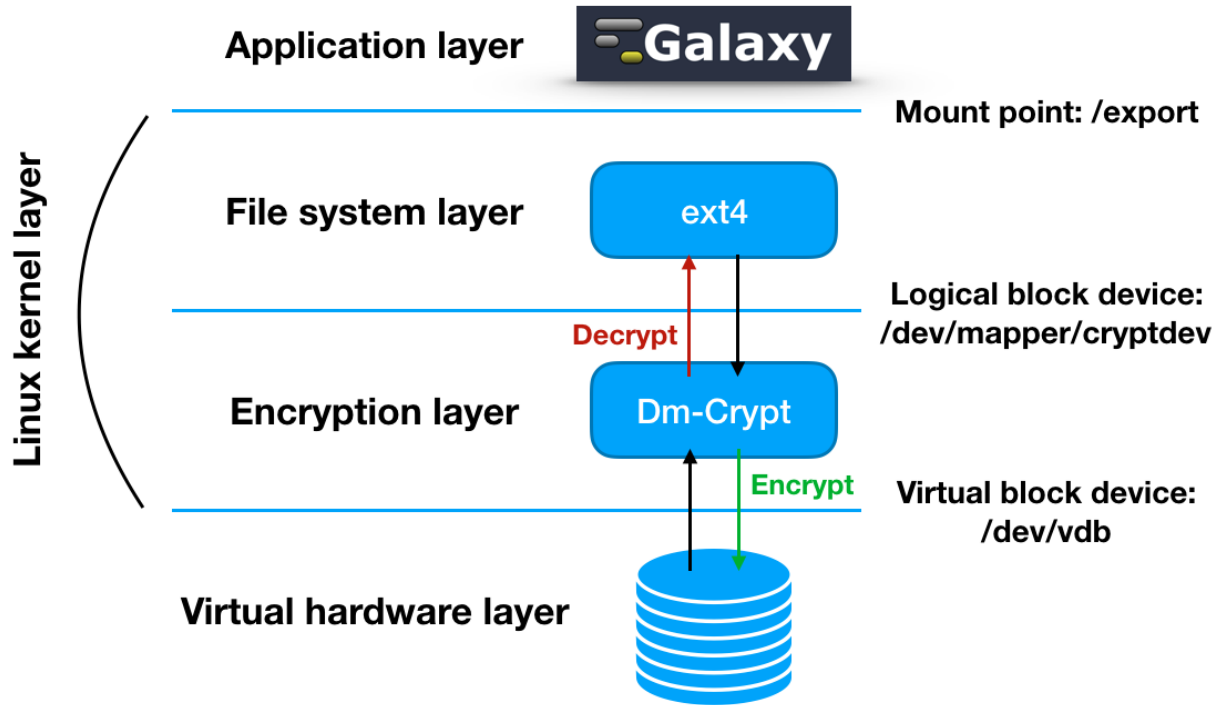 Application layer
Galaxy
Mount point: /export
Linux kernel layer
File system layer
ext4
Logical block device:
/dev/mapper/cryptdev
Decrypt
Encryption layer
Dm-Crypt
Encrypt
Virtual block device:
/dev/vdb
Virtual hardware layer